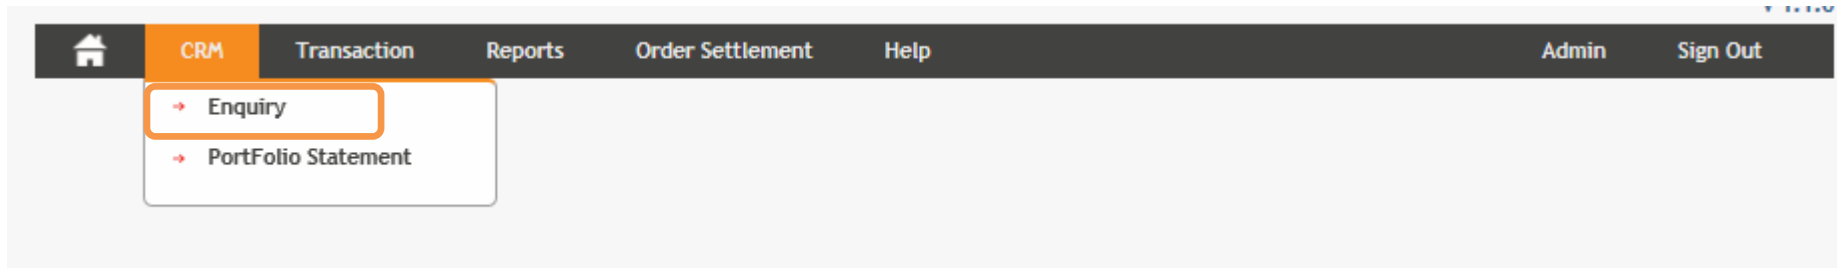 CRM Transaction Reports Order Settlement Help Admin Sign Out
Enquiry
PortFolio Statement